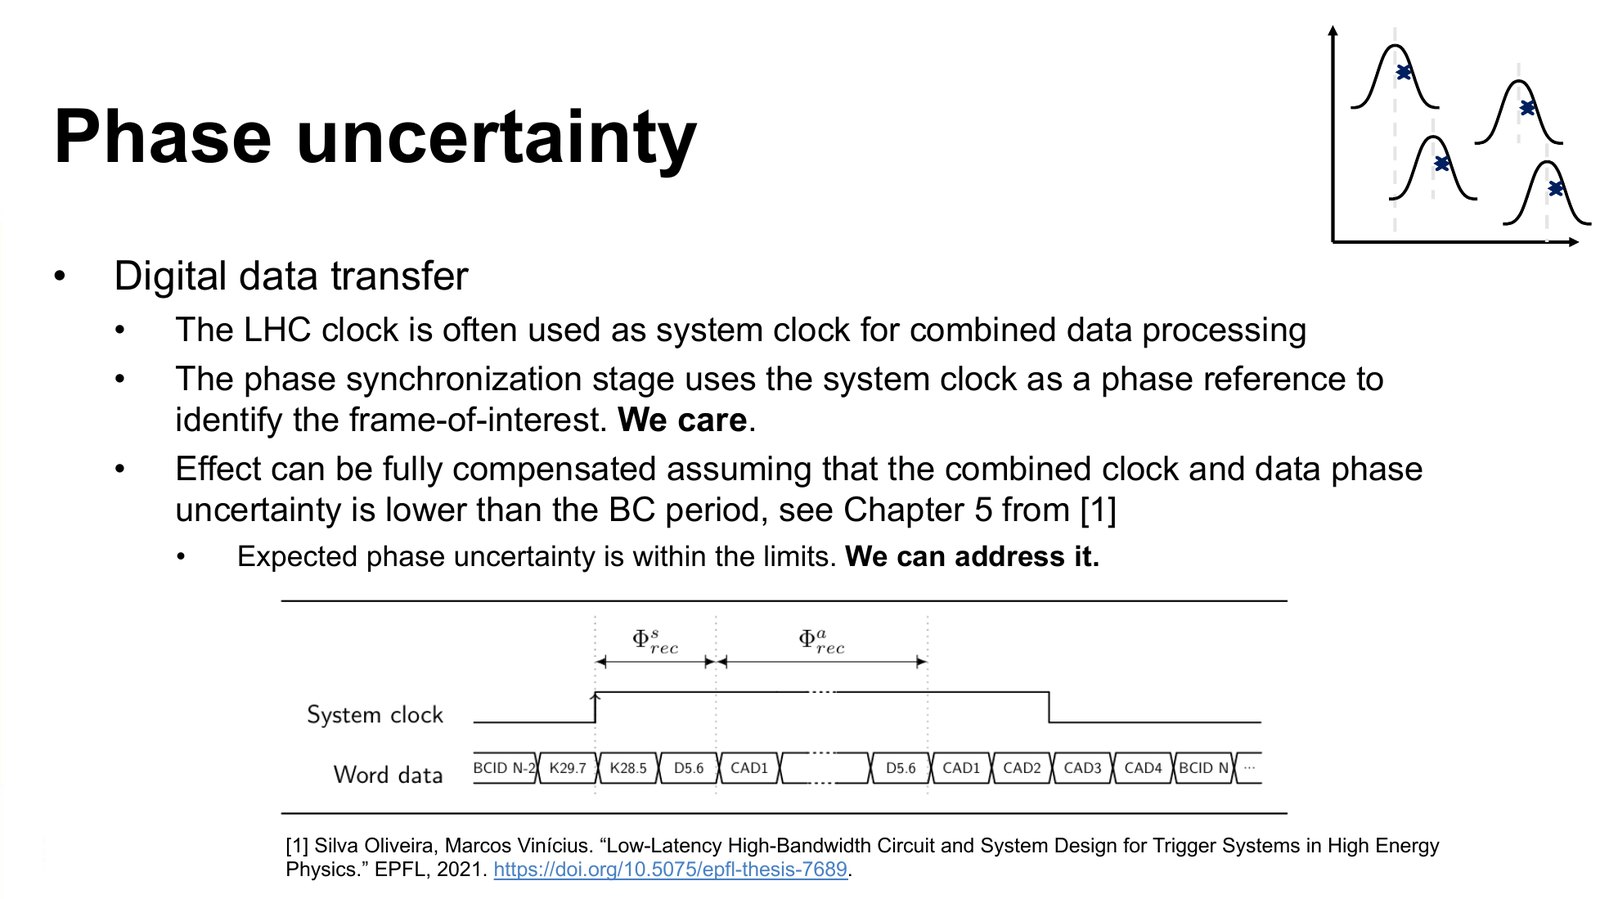 Phase uncertainty
• Digital data transfer
• The LHC clock is often used as system clock for combined data processing
• The phase synchronization stage uses the system clock as a phase reference to
identify the frame-of-interest. We care.
• Effect can be fully compensated assuming that the combined clock and data phase
uncertainty is lower than the BC period, see Chapter 5 from [1]
• Expected phase uncertainty is within the limits. We can address it.
Φ^s_rec Φ^a_rec
System clock
Word data BCID N-2 K29.7 K28.5 D5.6 CAD1 D5.6 CAD1 CAD2 CAD3 CAD4 BCID N ...
[1] Silva Oliveira, Marcos Vinícius. “Low-Latency High-Bandwidth Circuit and System Design for Trigger Systems in High Energy
Physics.” EPFL, 2021. https://doi.org/10.5075/epfl-thesis-7689.